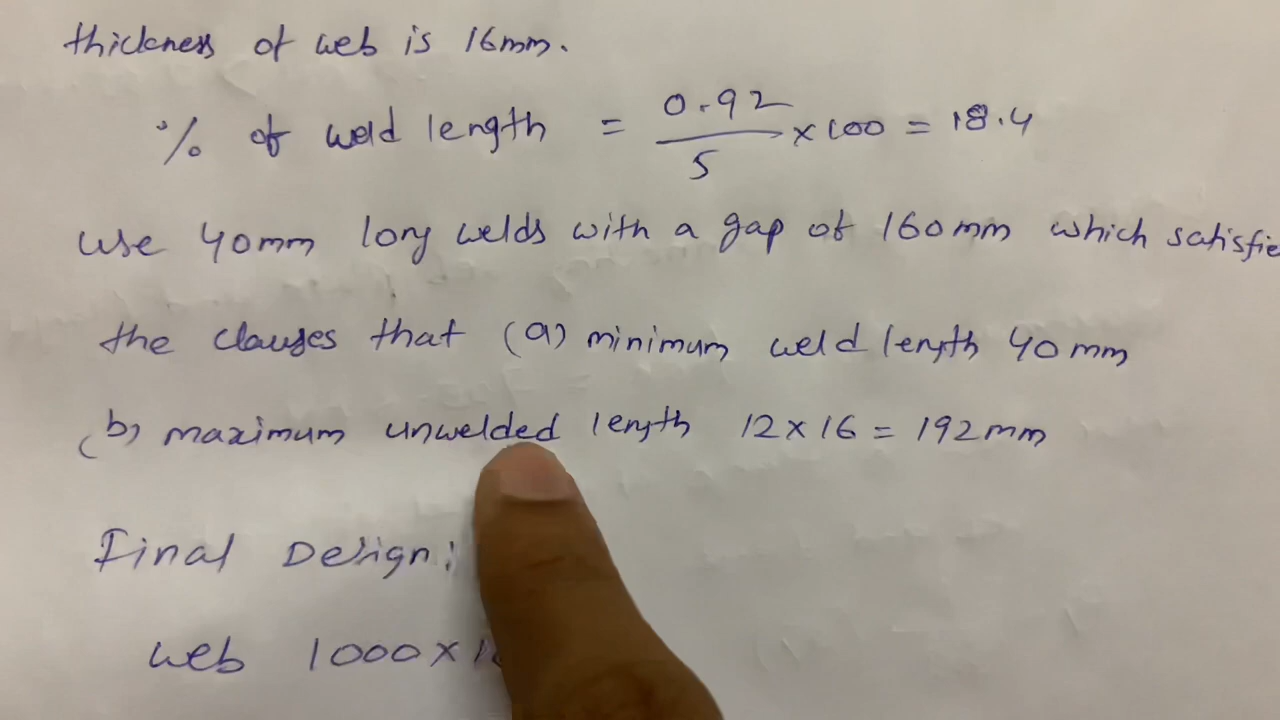 thickness of web is 16mm.
% of weld length = 0.92/5 × 100 = 18.4
Use 40mm long welds with a gap of 160mm which satisfie
the clauses that (a) minimum weld length 40mm
(b) maximum unwelded length 12×16 = 192mm
Final Design:
web 1000×